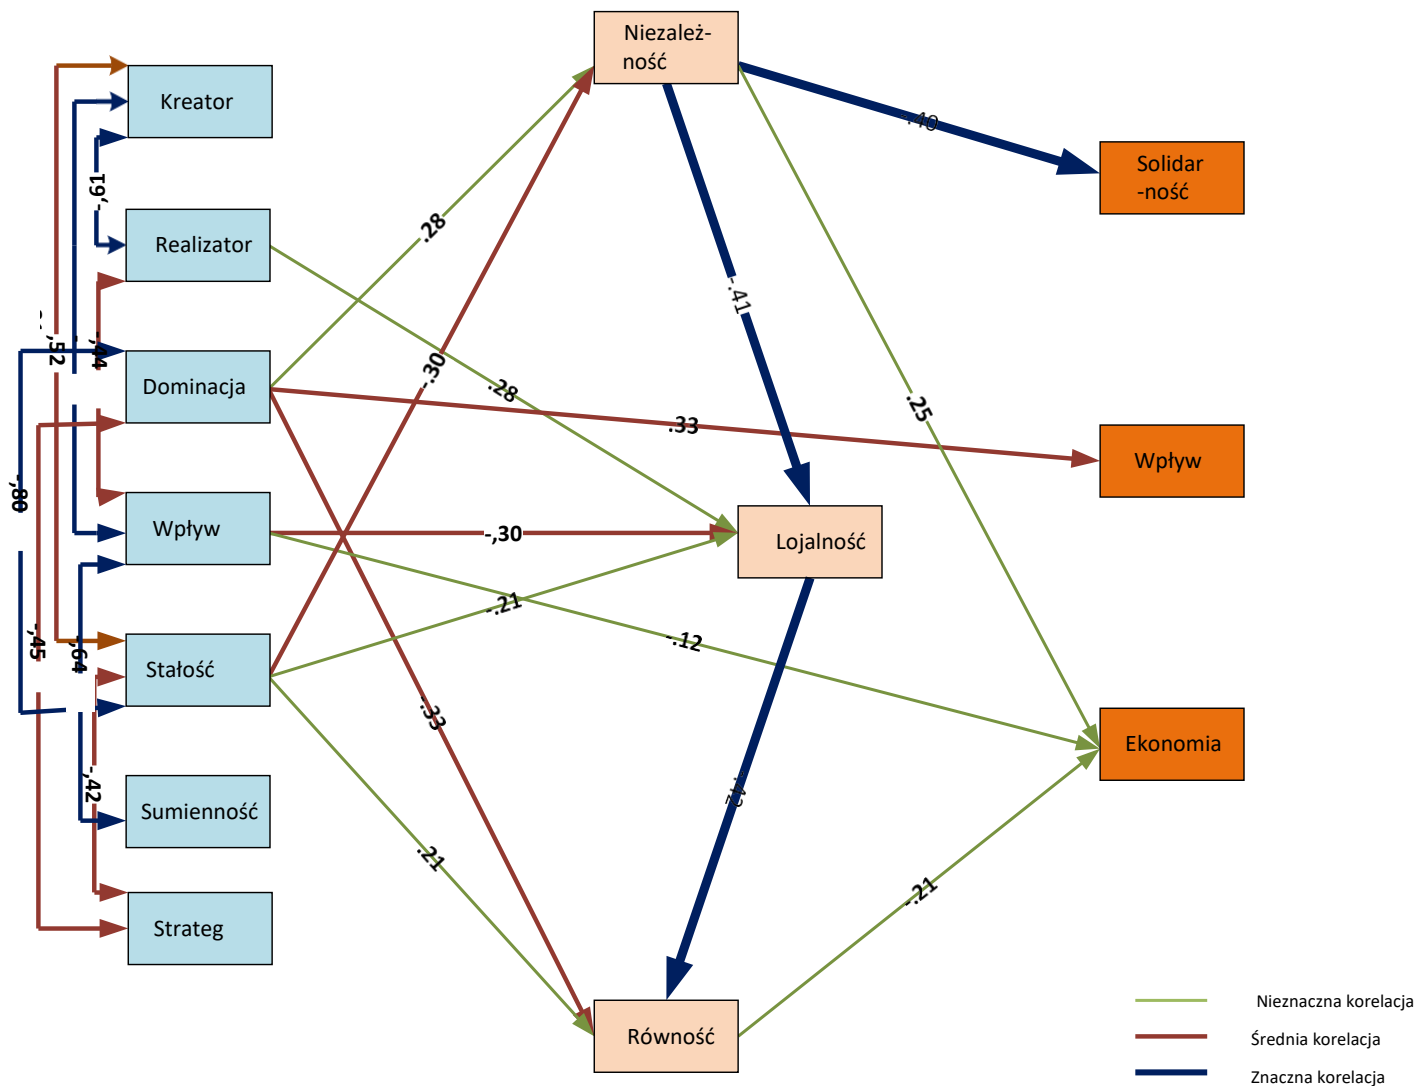 Niezależ-
ność
Kreator
-.40
Solidar
-ność
-,61
.28
Realizator
-.41
-,52
-,44
-.30
.28
Dominacja
.25
.33
Wpływ
-,80
Wpływ
-,30
Lojalność
-.21
-,45
-,64
-.12
Stałość
-.33
Ekonomia
-,42
Sumienność
.21
-.21
Strateg
Równość
Nieznaczna korelacja
Średnia korelacja
Znaczna korelacja